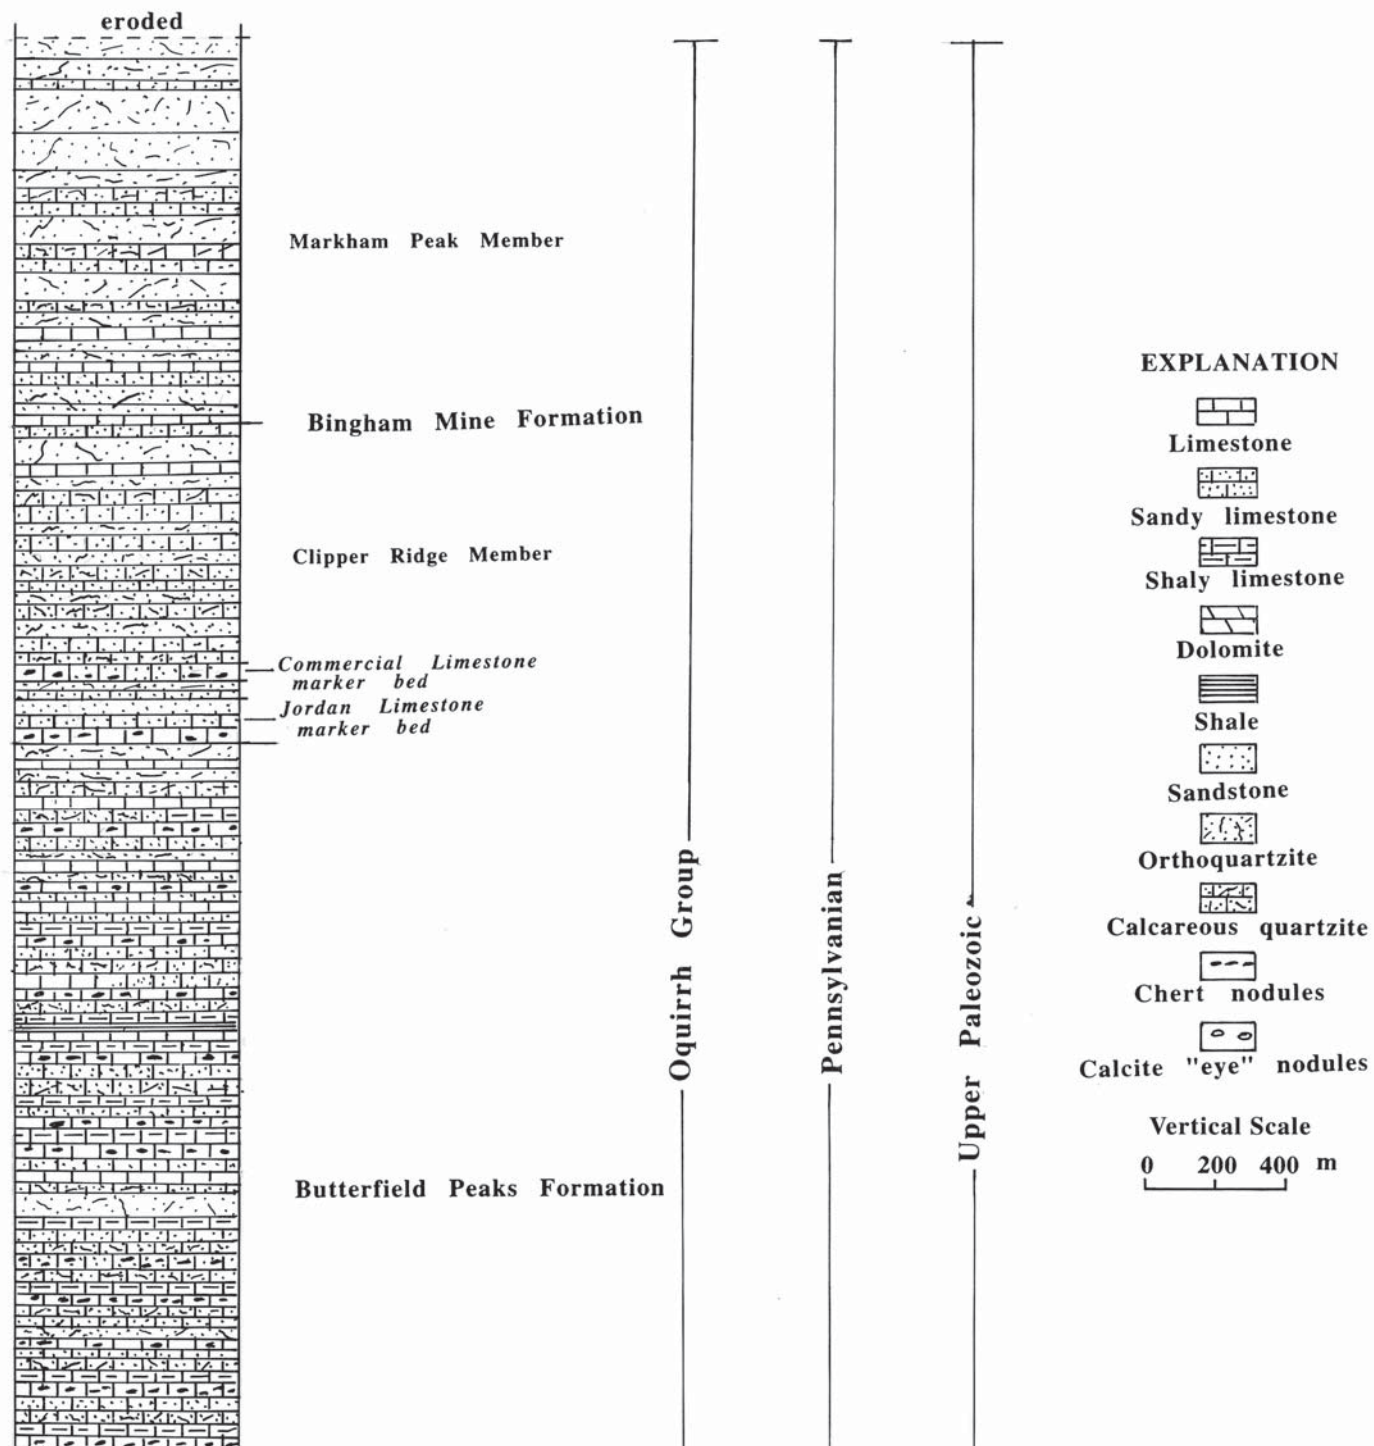 eroded
Markham Peak Member
Bingham Mine Formation
Clipper Ridge Member
Commercial Limestone
marker bed
Jordan Limestone
marker bed
Butterfield Peaks Formation
Oquirrh Group
Pennsylvanian
Upper Paleozoic
EXPLANATION
Limestone
Sandy limestone
Shaly limestone
Dolomite
Shale
Sandstone
Orthoquartzite
Calcareous quartzite
Chert nodules
Calcite "eye" nodules
Vertical Scale
0 200 400 m